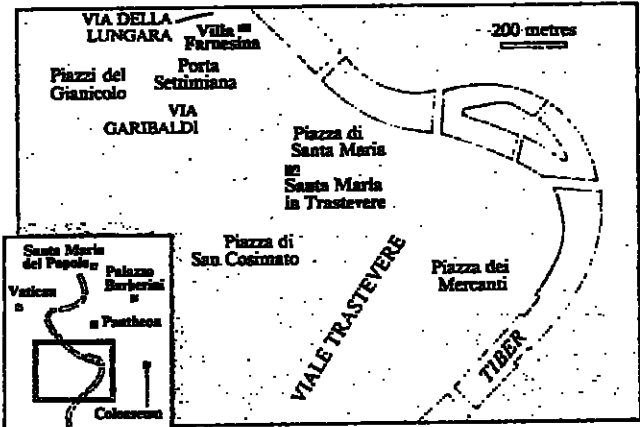 VIA DELLA
LUNGARA
Villa
Farnesina
200 metres
Piazzi del
Gianicolo
Porta
Settimiana
VIA
GARIBALDI
Piazza di
Santa Maria
Santa Maria
in Trastevere
Piazza di
San Cosimato
VIALE TRASTEVERE
Piazza dei
Mercanti
TIBER
Santa Maria
del Popolo
Palazzo
Barberini
Vatican
Pantheon
Colosseum